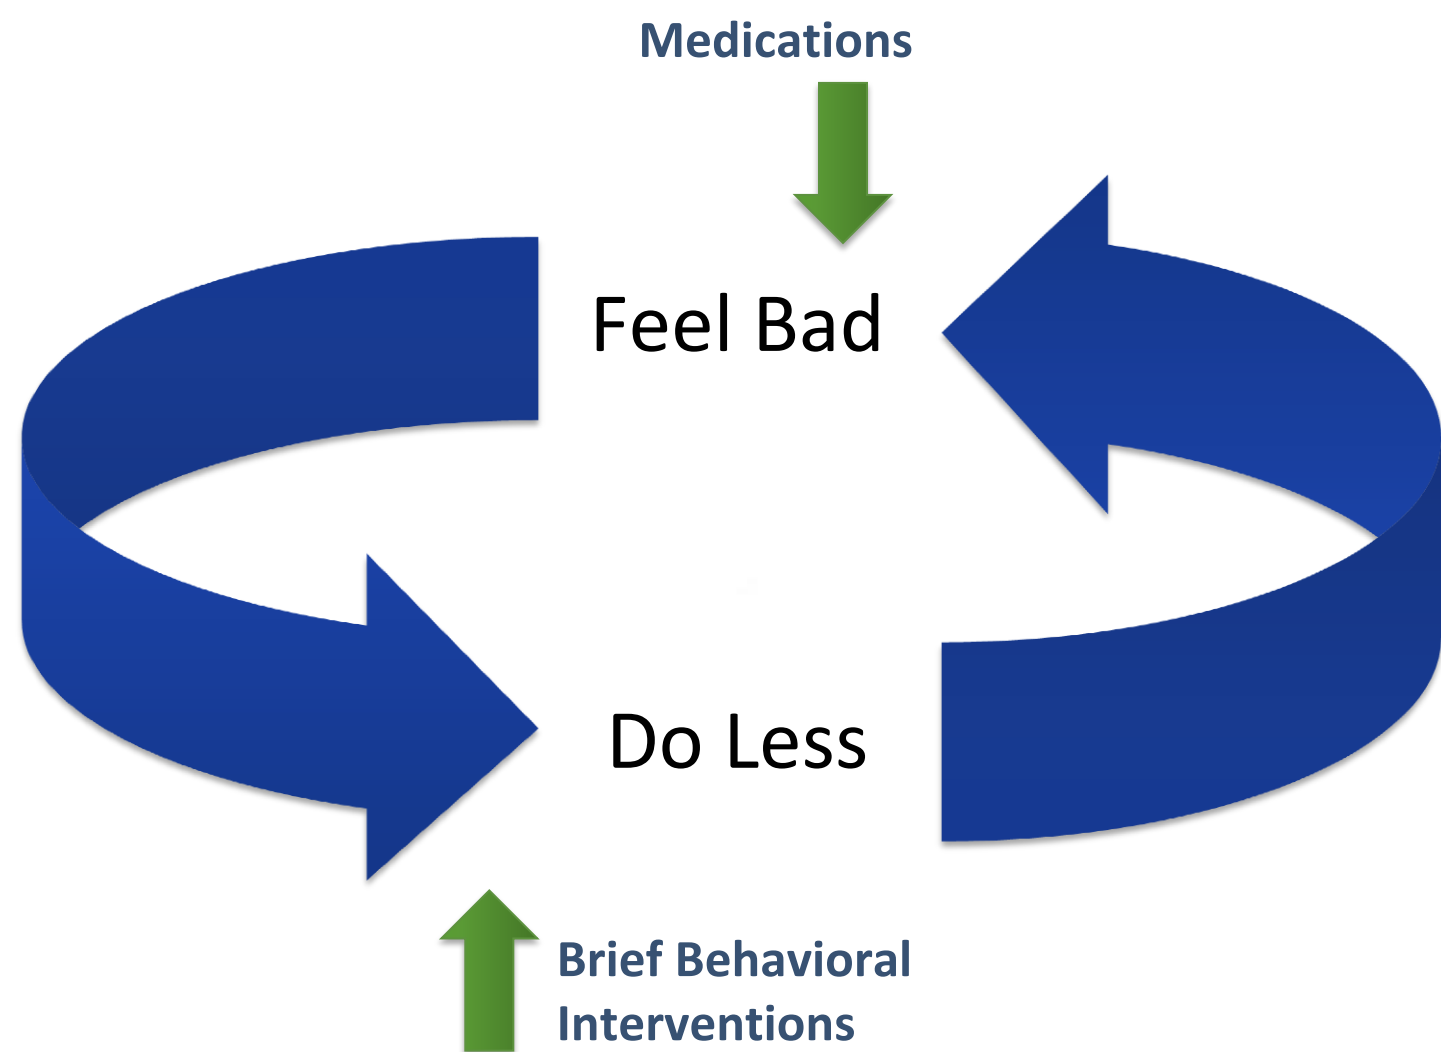 Medications
Feel Bad
Do Less
Brief Behavioral
Interventions